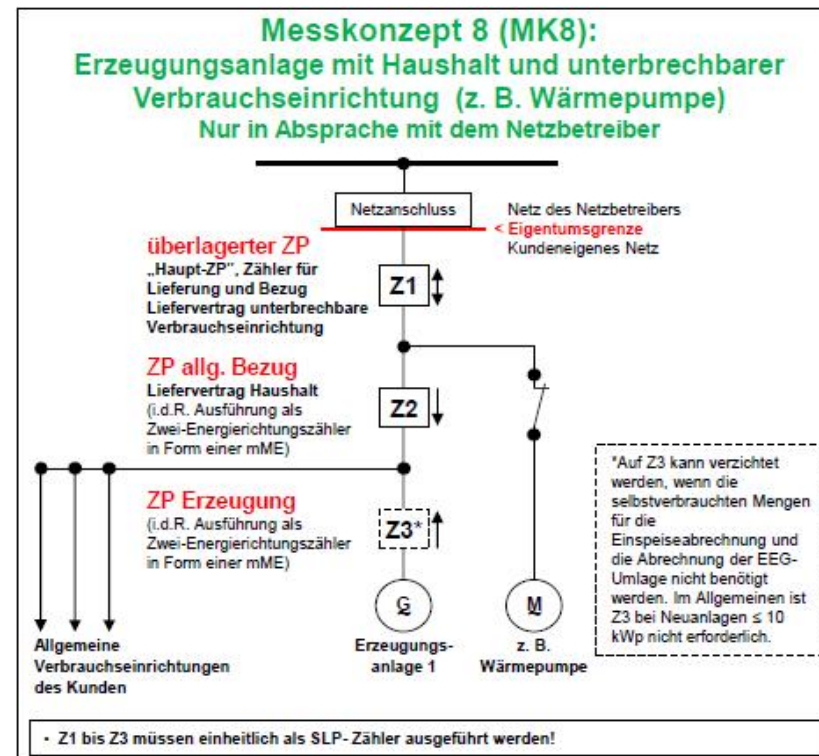 Messkonzept 8 (MK8):
Erzeugungsanlage mit Haushalt und unterbrechbarer
Verbrauchseinrichtung (z. B. Wärmepumpe)
Nur in Absprache mit dem Netzbetreiber
Netzanschluss
Netz des Netzbetreibers
< Eigentumsgrenze
Kundeneigenes Netz
überlagerter ZP
„Haupt-ZP", Zähler für
Lieferung und Bezug
Liefervertrag unterbrechbare
Verbrauchseinrichtung
Z1
ZP allg. Bezug
Liefervertrag Haushalt
(i.d.R. Ausführung als
Zwei-Energierichtungszähler
in Form einer mME)
Z2
ZP Erzeugung
(i.d.R. Ausführung als
Zwei-Energierichtungszähler
in Form einer mME)
Z3*
*Auf Z3 kann verzichtet
werden, wenn die
selbstverbrauchten Mengen
für die
Einspeiseabrechnung und
die Abrechnung der EEG-
Umlage nicht benötigt
werden. Im Allgemeinen ist
Z3 bei Neuanlagen ≤ 10
kWp nicht erforderlich.
G
M
Allgemeine
Verbrauchseinrichtungen
des Kunden
Erzeugungs-
anlage 1
z. B.
Wärmepumpe
• Z1 bis Z3 müssen einheitlich als SLP- Zähler ausgeführt werden!